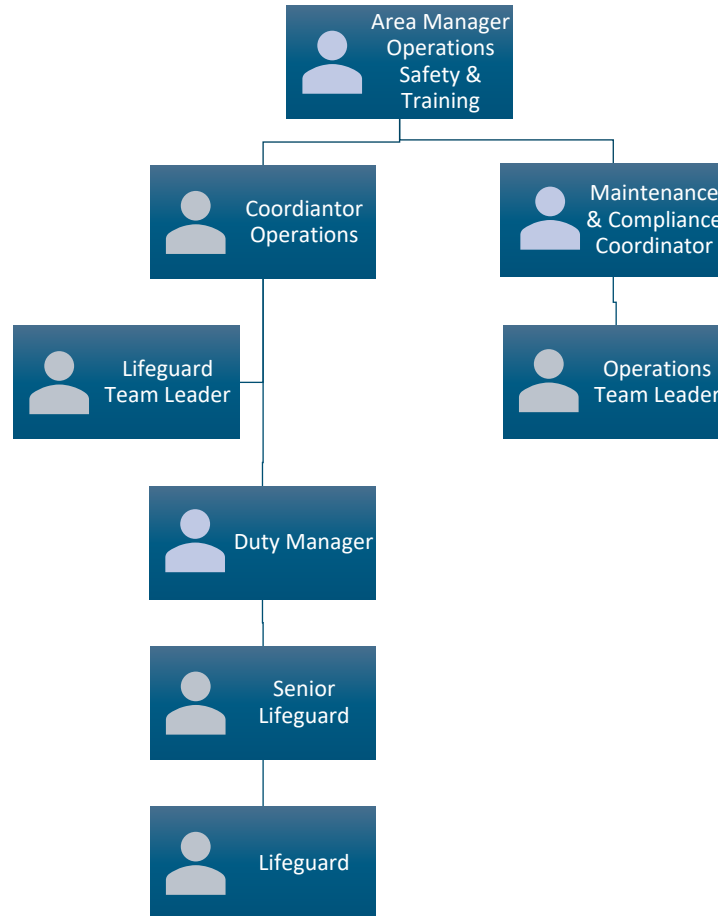 Area Manager
Operations
Safety &
Training
Coordiantor
Operations
Maintenance
& Compliance
Coordinator
Lifeguard
Team Leader
Operations
Team Leader
Duty Manager
Senior
Lifeguard
Lifeguard